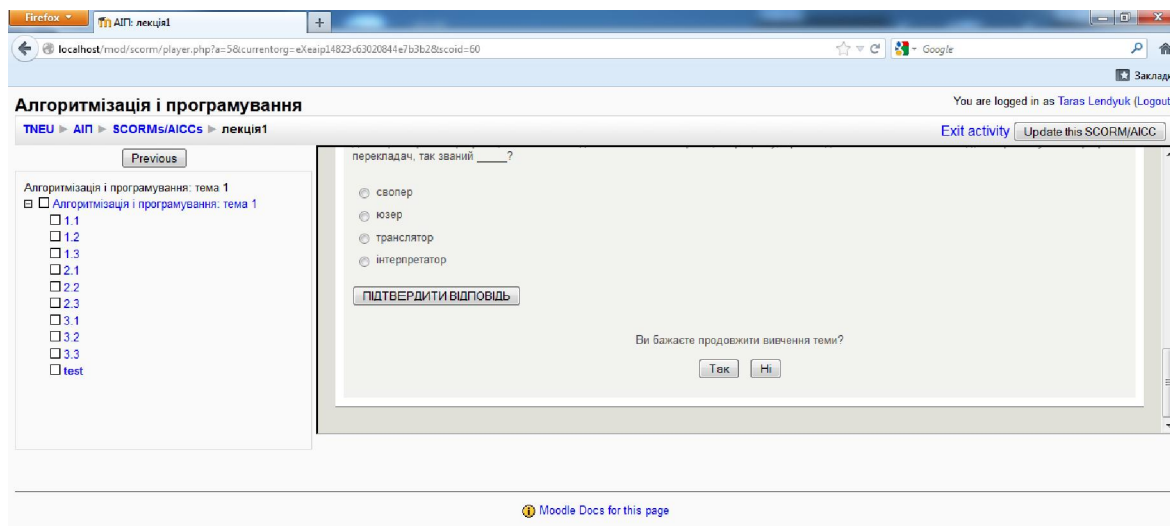 Firefox
АІП: лекція1
+
localhost/mod/scorm/player.php?a=5&currentorg=eXeaip14823c63020844e7b3b2&scoid=60
Google
Закладк
Алгоритмізація і програмування
You are logged in as Taras Lendyuk (Logout
TNEU ► АІП ► SCORMs/AICCs ► лекція1
Exit activity
Update this SCORM/AICC
Previous
Алгоритмізація і програмування: тема 1
Алгоритмізація і програмування: тема 1
1.1
1.2
1.3
2.1
2.2
2.3
3.1
3.2
3.3
test
перекладач, так званий _____?
свопер
юзер
транслятор
інтерпретатор
ПІДТВЕРДИТИ ВІДПОВІДЬ
Ви бажаєте продовжити вивчення теми?
Так
Ні
Moodle Docs for this page